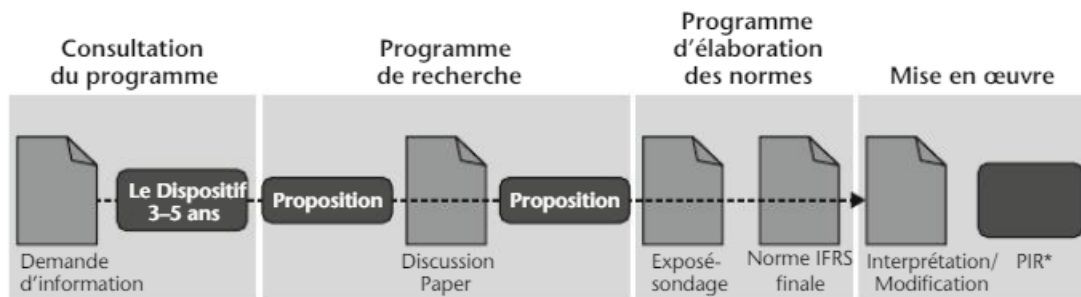 Consultation
du programme
Programme
de recherche
Programme
d'élaboration
des normes
Mise en œuvre
Le Dispositif
3–5 ans
Proposition
Proposition
Demande
d'information
Discussion
Paper
Exposé-
sondage
Norme IFRS
finale
Interprétation/
Modification
PIR*